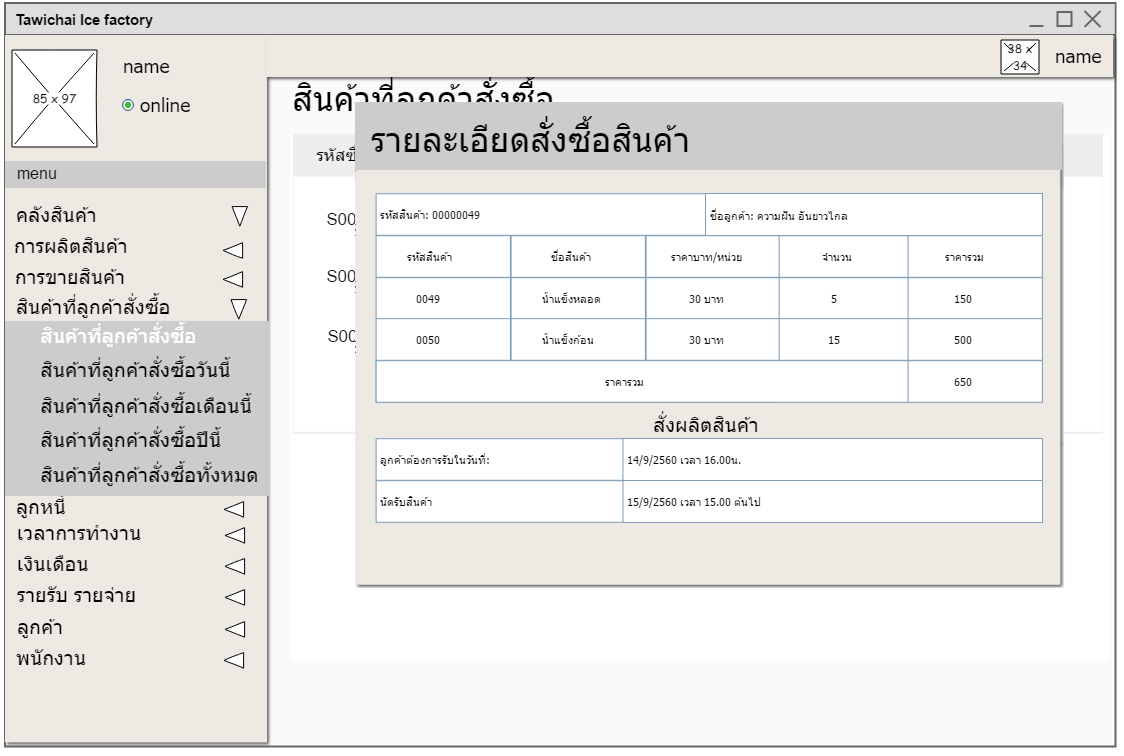 Tawichai Ice factory
38 x 34
name
85 x 97
name
online
menu
คลังสินค้า
การผลิตสินค้า
การขายสินค้า
สินค้าที่ลูกค้าสั่งซื้อ
สินค้าที่ลูกค้าสั่งซื้อ
สินค้าที่ลูกค้าสั่งซื้อวันนี้
สินค้าที่ลูกค้าสั่งซื้อเดือนนี้
สินค้าที่ลูกค้าสั่งซื้อปีนี้
สินค้าที่ลูกค้าสั่งซื้อทั้งหมด
ลูกหนี้
เวลาการทำงาน
เงินเดือน
รายรับ รายจ่าย
ลูกค้า
พนักงาน
สินค้าที่ลูกค้าสั่งซื้อ
รหัสซื
S00
S00
S00
รายละเอียดสั่งซื้อสินค้า
รหัสสินค้า: 00000049 ชื่อลูกค้า: ความฝัน อันยาวไกล
รหัสสินค้า ชื่อสินค้า ราคาบาท/หน่วย จำนวน ราคารวม
0049 น้ำแข็งหลอด 30 บาท 5 150
0050 น้ำแข็งก้อน 30 บาท 15 500
ราคารวม 650
สั่งผลิตสินค้า
ลูกค้าต้องการรับในวันที่: 14/9/2560 เวลา 16.00น.
นัดรับสินค้า 15/9/2560 เวลา 15.00 ต้นไป